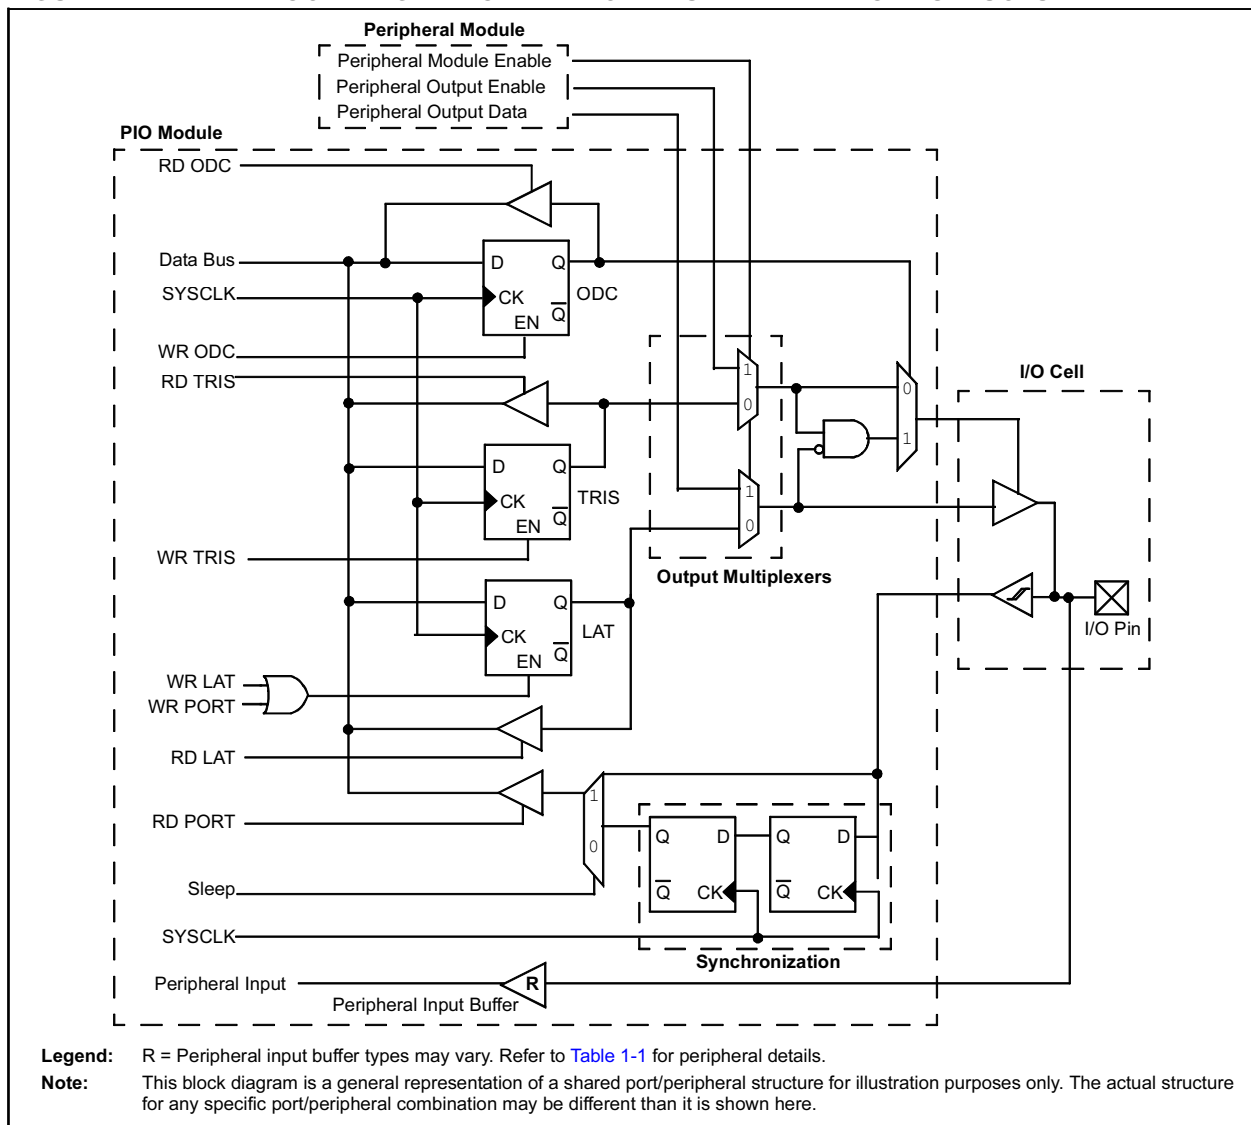 Peripheral Module
Peripheral Module Enable
Peripheral Output Enable
Peripheral Output Data
PIO Module
RD ODC
Data Bus
D
Q
SYSCLK
CK
ODC
EN
Q
WR ODC
RD TRIS
1
0
I/O Cell
0
1
D
Q
CK
TRIS
EN
Q
1
0
WR TRIS
Output Multiplexers
D
Q
CK
LAT
EN
Q
I/O Pin
WR LAT
WR PORT
RD LAT
1
RD PORT
0
Q
D
Q
D
Q
CK
Q
CK
Sleep
SYSCLK
Synchronization
Peripheral Input
R
Peripheral Input Buffer
Legend: R = Peripheral input buffer types may vary. Refer to Table 1-1 for peripheral details.
Note: This block diagram is a general representation of a shared port/peripheral structure for illustration purposes only. The actual structure
for any specific port/peripheral combination may be different than it is shown here.